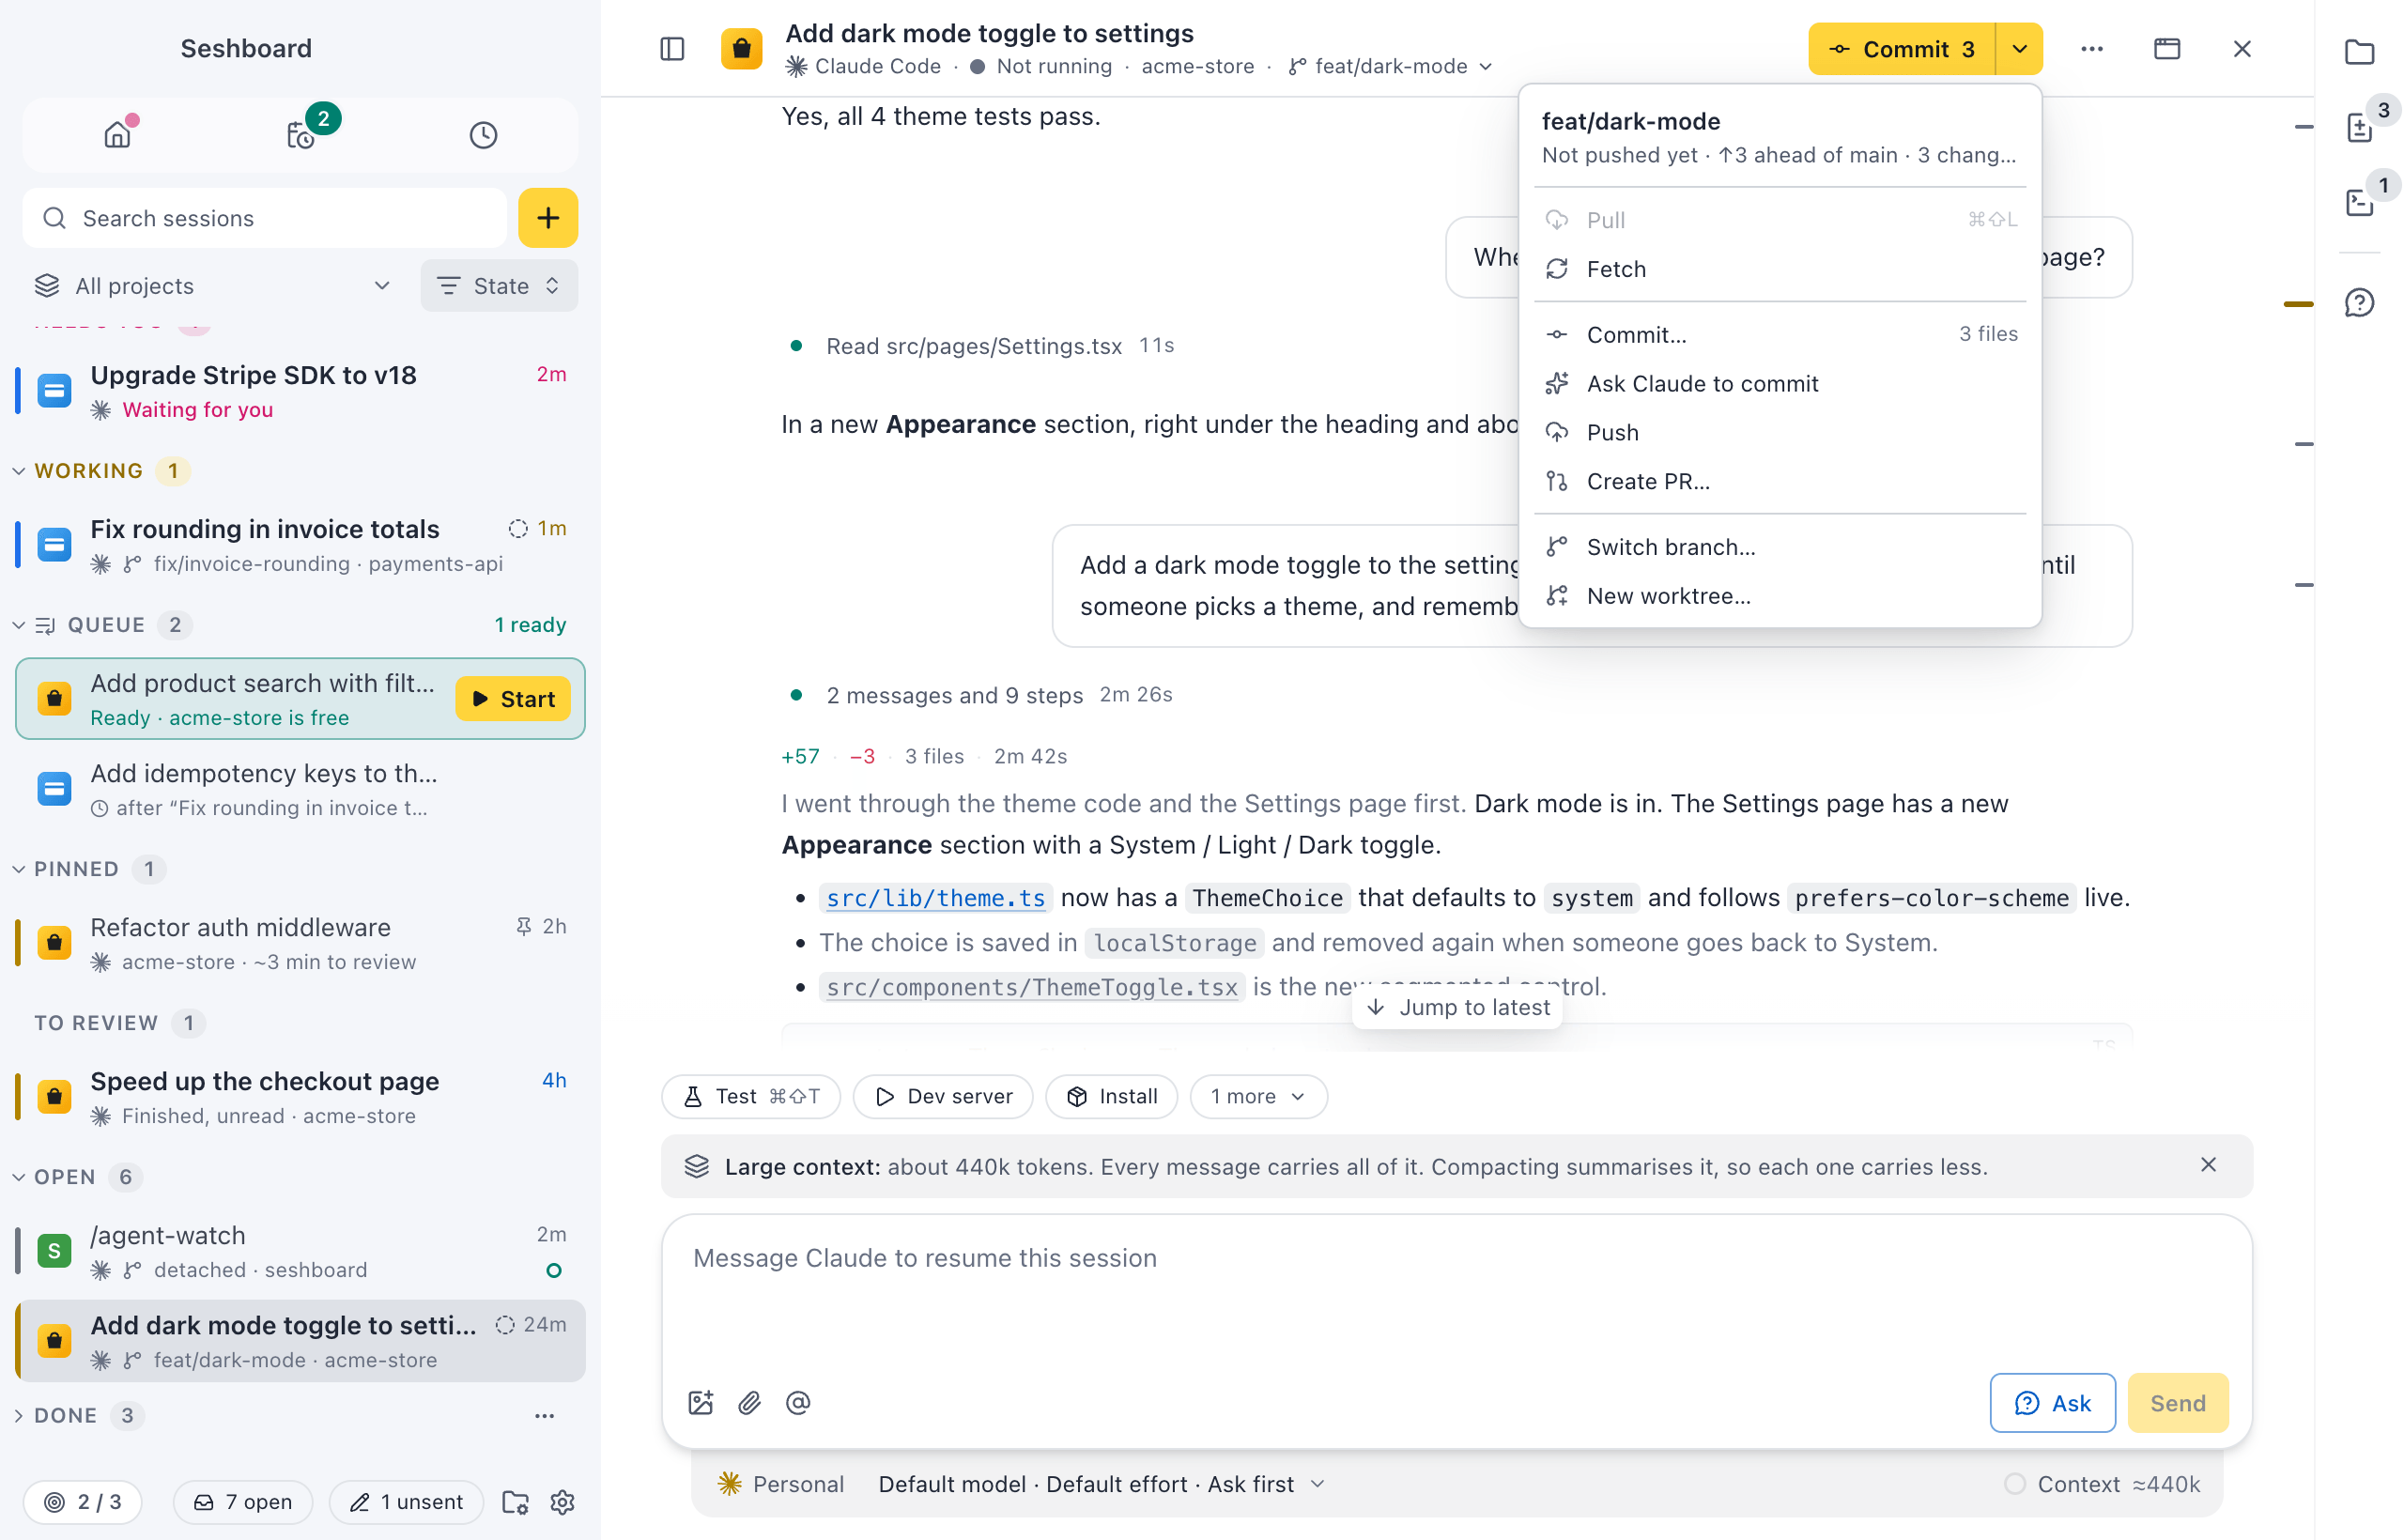 Seshboard
2
Search sessions
All projects
State
Upgrade Stripe SDK to v18
2m
Waiting for you
WORKING 1
Fix rounding in invoice totals
1m
fix/invoice-rounding · payments-api
QUEUE 2
1 ready
Add product search with filt...
Ready · acme-store is free
Start
Add idempotency keys to th...
after “Fix rounding in invoice t...
PINNED 1
Refactor auth middleware
2h
acme-store · ~3 min to review
TO REVIEW 1
Speed up the checkout page
4h
Finished, unread · acme-store
OPEN 6
S
/agent-watch
2m
detached · seshboard
Add dark mode toggle to setti...
24m
feat/dark-mode · acme-store
DONE 3
2 / 3
7 open
1 unsent
Add dark mode toggle to settings
Claude Code · Not running · acme-store · feat/dark-mode
Commit 3
Yes, all 4 theme tests pass.
page?
Read src/pages/Settings.tsx 11s
In a new Appearance section, right under the heading and
Add a dark mode toggle to the
someone picks a theme, and
2 messages and 9 steps 2m 26s
+57 · −3 · 3 files · 2m 42s
I went through the theme code and the Settings page first. Dark mode is in. The Settings page has a new
Appearance section with a System / Light / Dark toggle.
src/lib/theme.ts now has a ThemeChoice that defaults to system and follows prefers-color-scheme live.
The choice is saved in localStorage and removed again when someone goes back to System.
src/components/ThemeToggle.tsx is the new segmented control.
Jump to latest
feat/dark-mode
Not pushed yet · ↑3 ahead of main · 3 chang...
Pull ⌘⇧L
Fetch
Commit... 3 files
Ask Claude to commit
Push
Create PR...
Switch branch...
New worktree...
Test ⌘⇧T
Dev server
Install
1 more
Large context: about 440k tokens. Every message carries all of it. Compacting summarises it, so each one carries less.
Message Claude to resume this session
Ask
Send
Personal
Default model · Default effort · Ask first
Context ≈440k
3
1